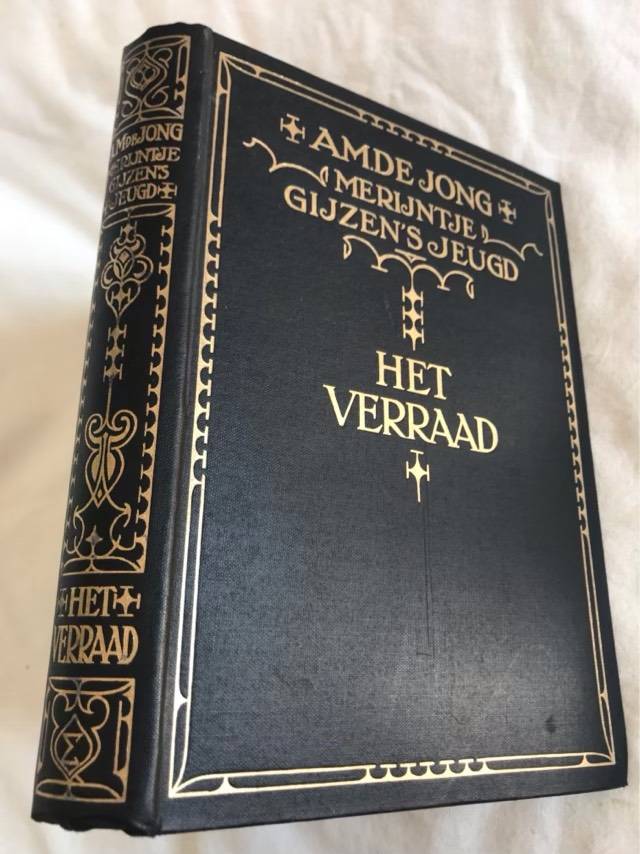 A.M. DE JONG
MERIJNTJE
GIJZEN'S JEUGD
HET
VERRAAD
A.M. DE JONG
MERIJNTJE
GIJZEN'S
JEUGD
HET
VERRAAD